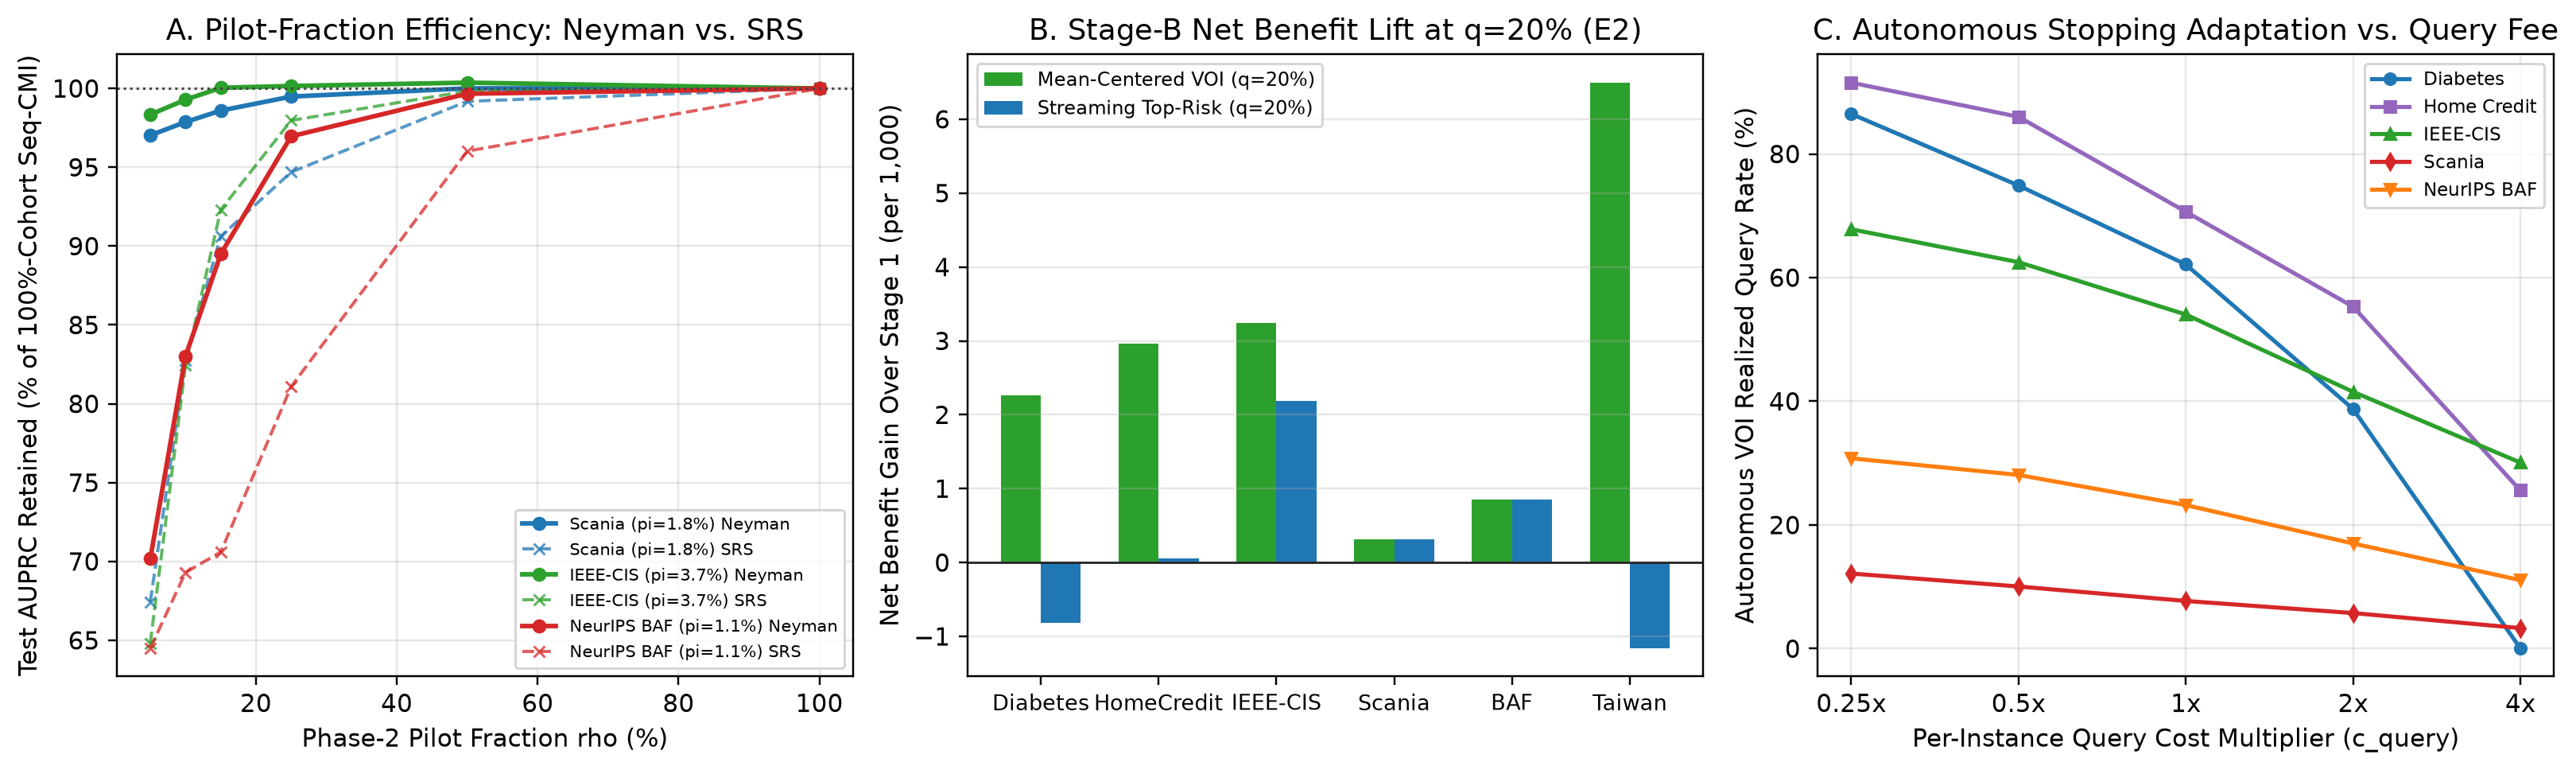 A. Pilot-Fraction Efficiency: Neyman vs. SRS
Test AUPRC Retained (% of 100%-Cohort Seq-CMI)
100
95
90
85
80
75
70
65
Scania (pi=1.8%) Neyman
Scania (pi=1.8%) SRS
IEEE-CIS (pi=3.7%) Neyman
IEEE-CIS (pi=3.7%) SRS
NeurIPS BAF (pi=1.1%) Neyman
NeurIPS BAF (pi=1.1%) SRS
20 40 60 80 100
Phase-2 Pilot Fraction rho (%)
B. Stage-B Net Benefit Lift at q=20% (E2)
Net Benefit Gain Over Stage 1 (per 1,000)
Mean-Centered VOI (q=20%)
Streaming Top-Risk (q=20%)
6
5
4
3
2
1
0
−1
Diabetes HomeCredit IEEE-CIS Scania BAF Taiwan
C. Autonomous Stopping Adaptation vs. Query Fee
Autonomous VOI Realized Query Rate (%)
Diabetes
Home Credit
IEEE-CIS
Scania
NeurIPS BAF
80
60
40
20
0
0.25x 0.5x 1x 2x 4x
Per-Instance Query Cost Multiplier (c_query)